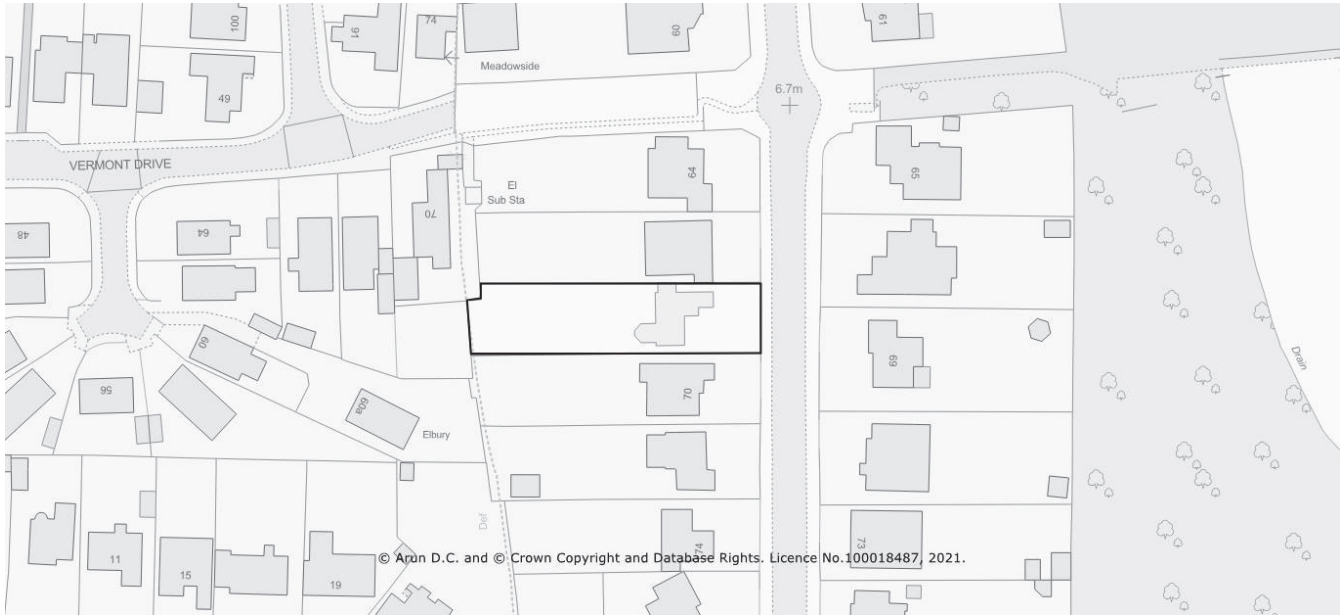 100
91
74
60
61
Meadowside
49
6.7m
VERMONT DRIVE
65
64
El
Sub Sta
70
64
48
69
60
Drain
56
70
60a
Elbury
Def
74
73
11
15
19
© Arun D.C. and © Crown Copyright and Database Rights. Licence No.100018487, 2021.